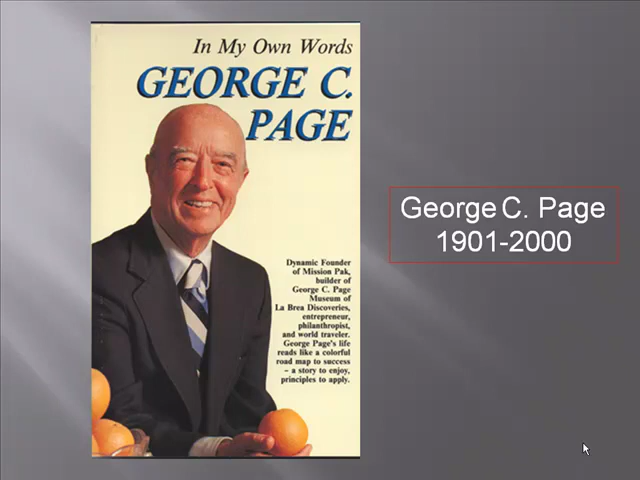 In My Own Words
GEORGE C.
PAGE
Dynamic Founder
of Mission Pak,
builder of
George C. Page
Museum of
La Brea Discoveries,
entrepreneur,
philanthropist,
and world traveler.
George Page's life
reads like a colorful
road map to success
– a story to enjoy,
principles to apply.
George C. Page
1901-2000